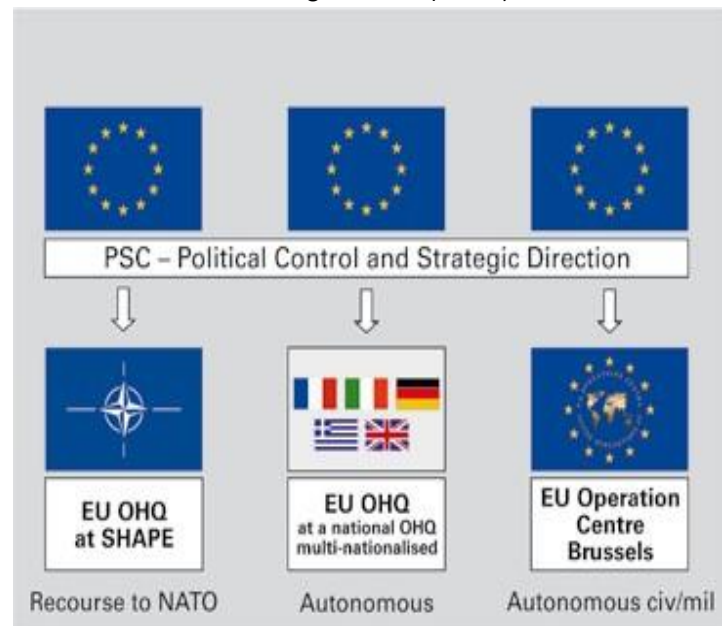 PSC – Political Control and Strategic Direction
EU OHQ
at SHAPE
EU OHQ
at a national OHQ
multi-nationalised
EU Operation
Centre
Brussels
Recourse to NATO
Autonomous
Autonomous civ/mil